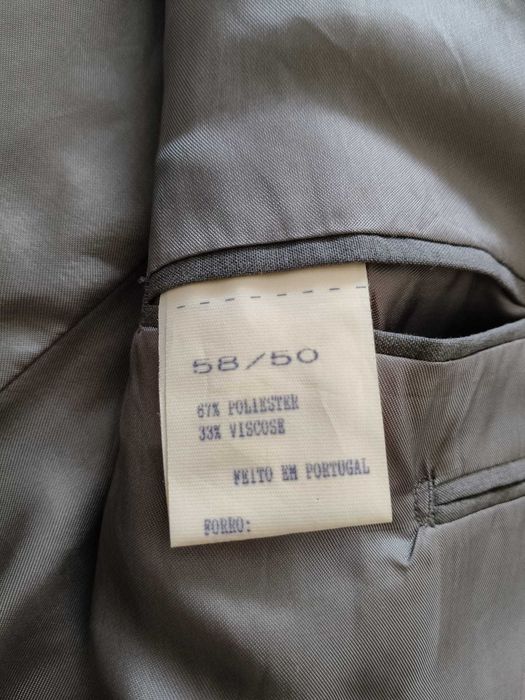 58/50
67% POLIESTER
33% VISCOSE
FEITO EM PORTUGAL
FORRO: